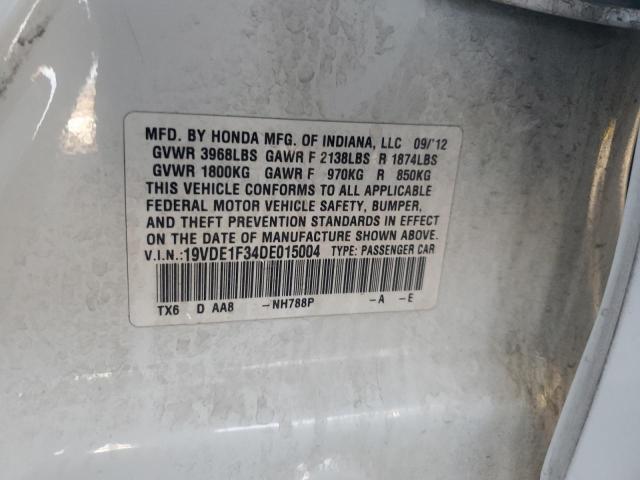 MFD. BY HONDA MFG. OF INDIANA, LLC 09/'12
GVWR 3968LBS GAWR F 2138LBS R 1874LBS
GVWR 1800KG GAWR F 970KG R 850KG
THIS VEHICLE CONFORMS TO ALL APPLICABLE
FEDERAL MOTOR VEHICLE SAFETY, BUMPER,
AND THEFT PREVENTION STANDARDS IN EFFECT
ON THE DATE OF MANUFACTURE SHOWN ABOVE.
V.I.N.:19VDE1F34DE015004 TYPE: PASSENGER CAR
TX6 D AA8 -NH788P -A -E